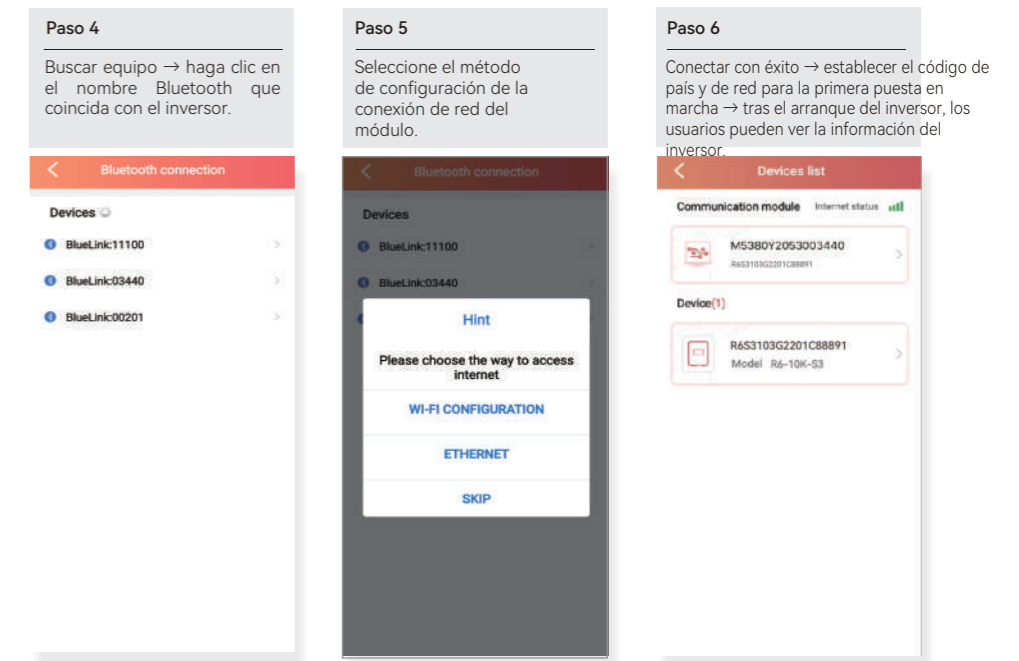 Paso 4
Buscar equipo → haga clic en
el nombre Bluetooth que
coincida con el inversor.
Bluetooth connection
Devices
BlueLink:11100
BlueLink:03440
BlueLink:00201
Paso 5
Seleccione el método
de configuración de la
conexión de red del
módulo.
Bluetooth connection
Devices
BlueLink:11100
BlueLink:03440
Hint
Please choose the way to access
internet
WI-FI CONFIGURATION
ETHERNET
SKIP
Paso 6
Conectar con éxito → establecer el código de
país y de red para la primera puesta en
marcha → tras el arranque del inversor, los
usuarios pueden ver la información del
inversor.
Devices list
Communication module Internet status
M5380Y2053003440
R6S3103G2201C88891
Device(1)
R6S3103G2201C88891
Model R6-10K-S3